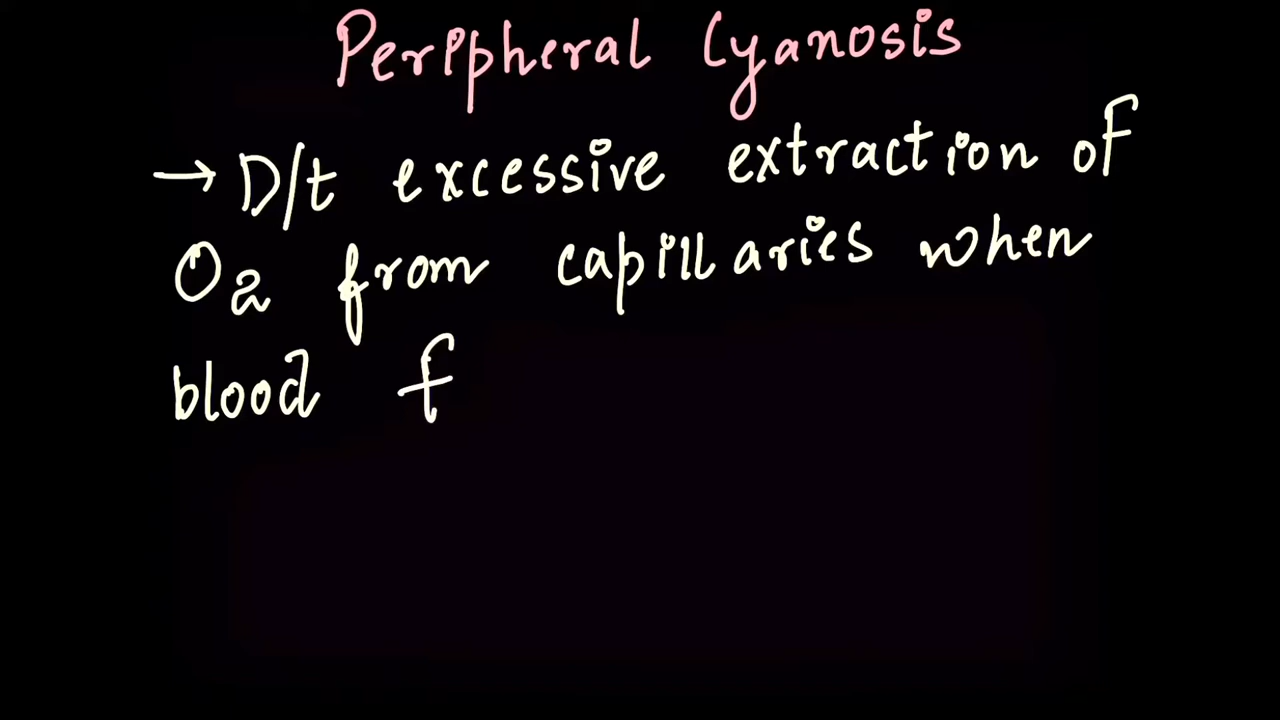 Peripheral Cyanosis
→ D/t excessive extraction of
O2 from capillaries when
blood f